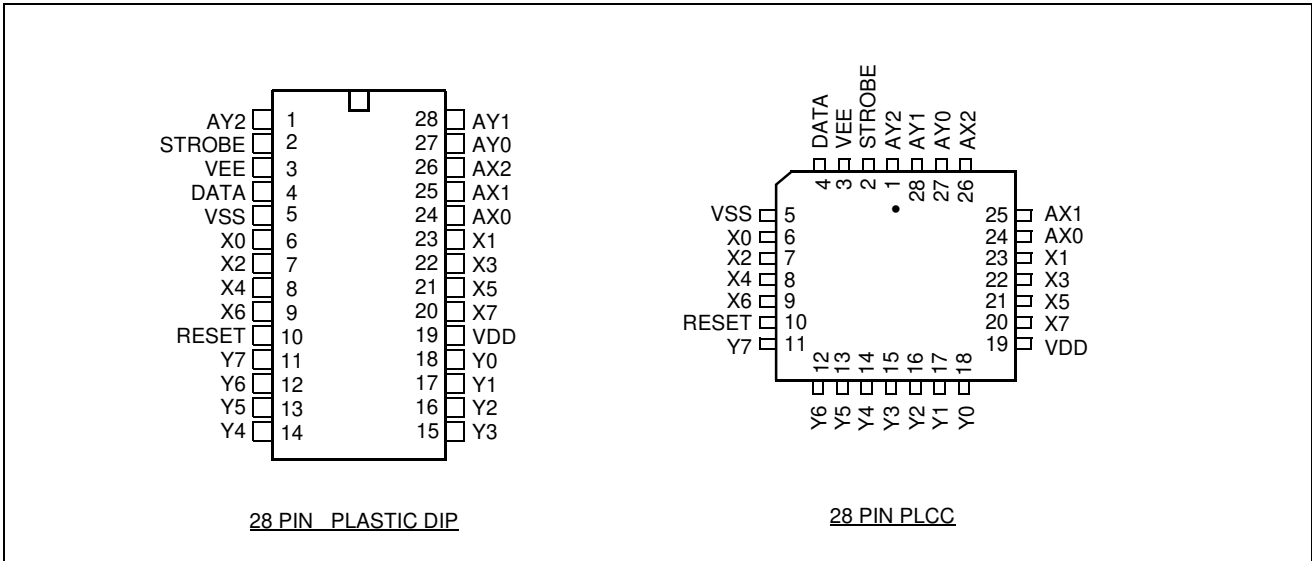 AY2 1 28 AY1
STROBE 2 27 AY0
VEE 3 26 AX2
DATA 4 25 AX1
VSS 5 24 AX0
X0 6 23 X1
X2 7 22 X3
X4 8 21 X5
X6 9 20 X7
RESET 10 19 VDD
Y7 11 18 Y0
Y6 12 17 Y1
Y5 13 16 Y2
Y4 14 15 Y3
28 PIN PLASTIC DIP
DATA VEE STROBE AY2 AY1 AY0 AX2
4 3 2 1 28 27 26
VSS 5 25 AX1
X0 6 24 AX0
X2 7 23 X1
X4 8 22 X3
X6 9 21 X5
RESET 10 20 X7
Y7 11 19 VDD
12 13 14 15 16 17 18
Y6 Y5 Y4 Y3 Y2 Y1 Y0
28 PIN PLCC